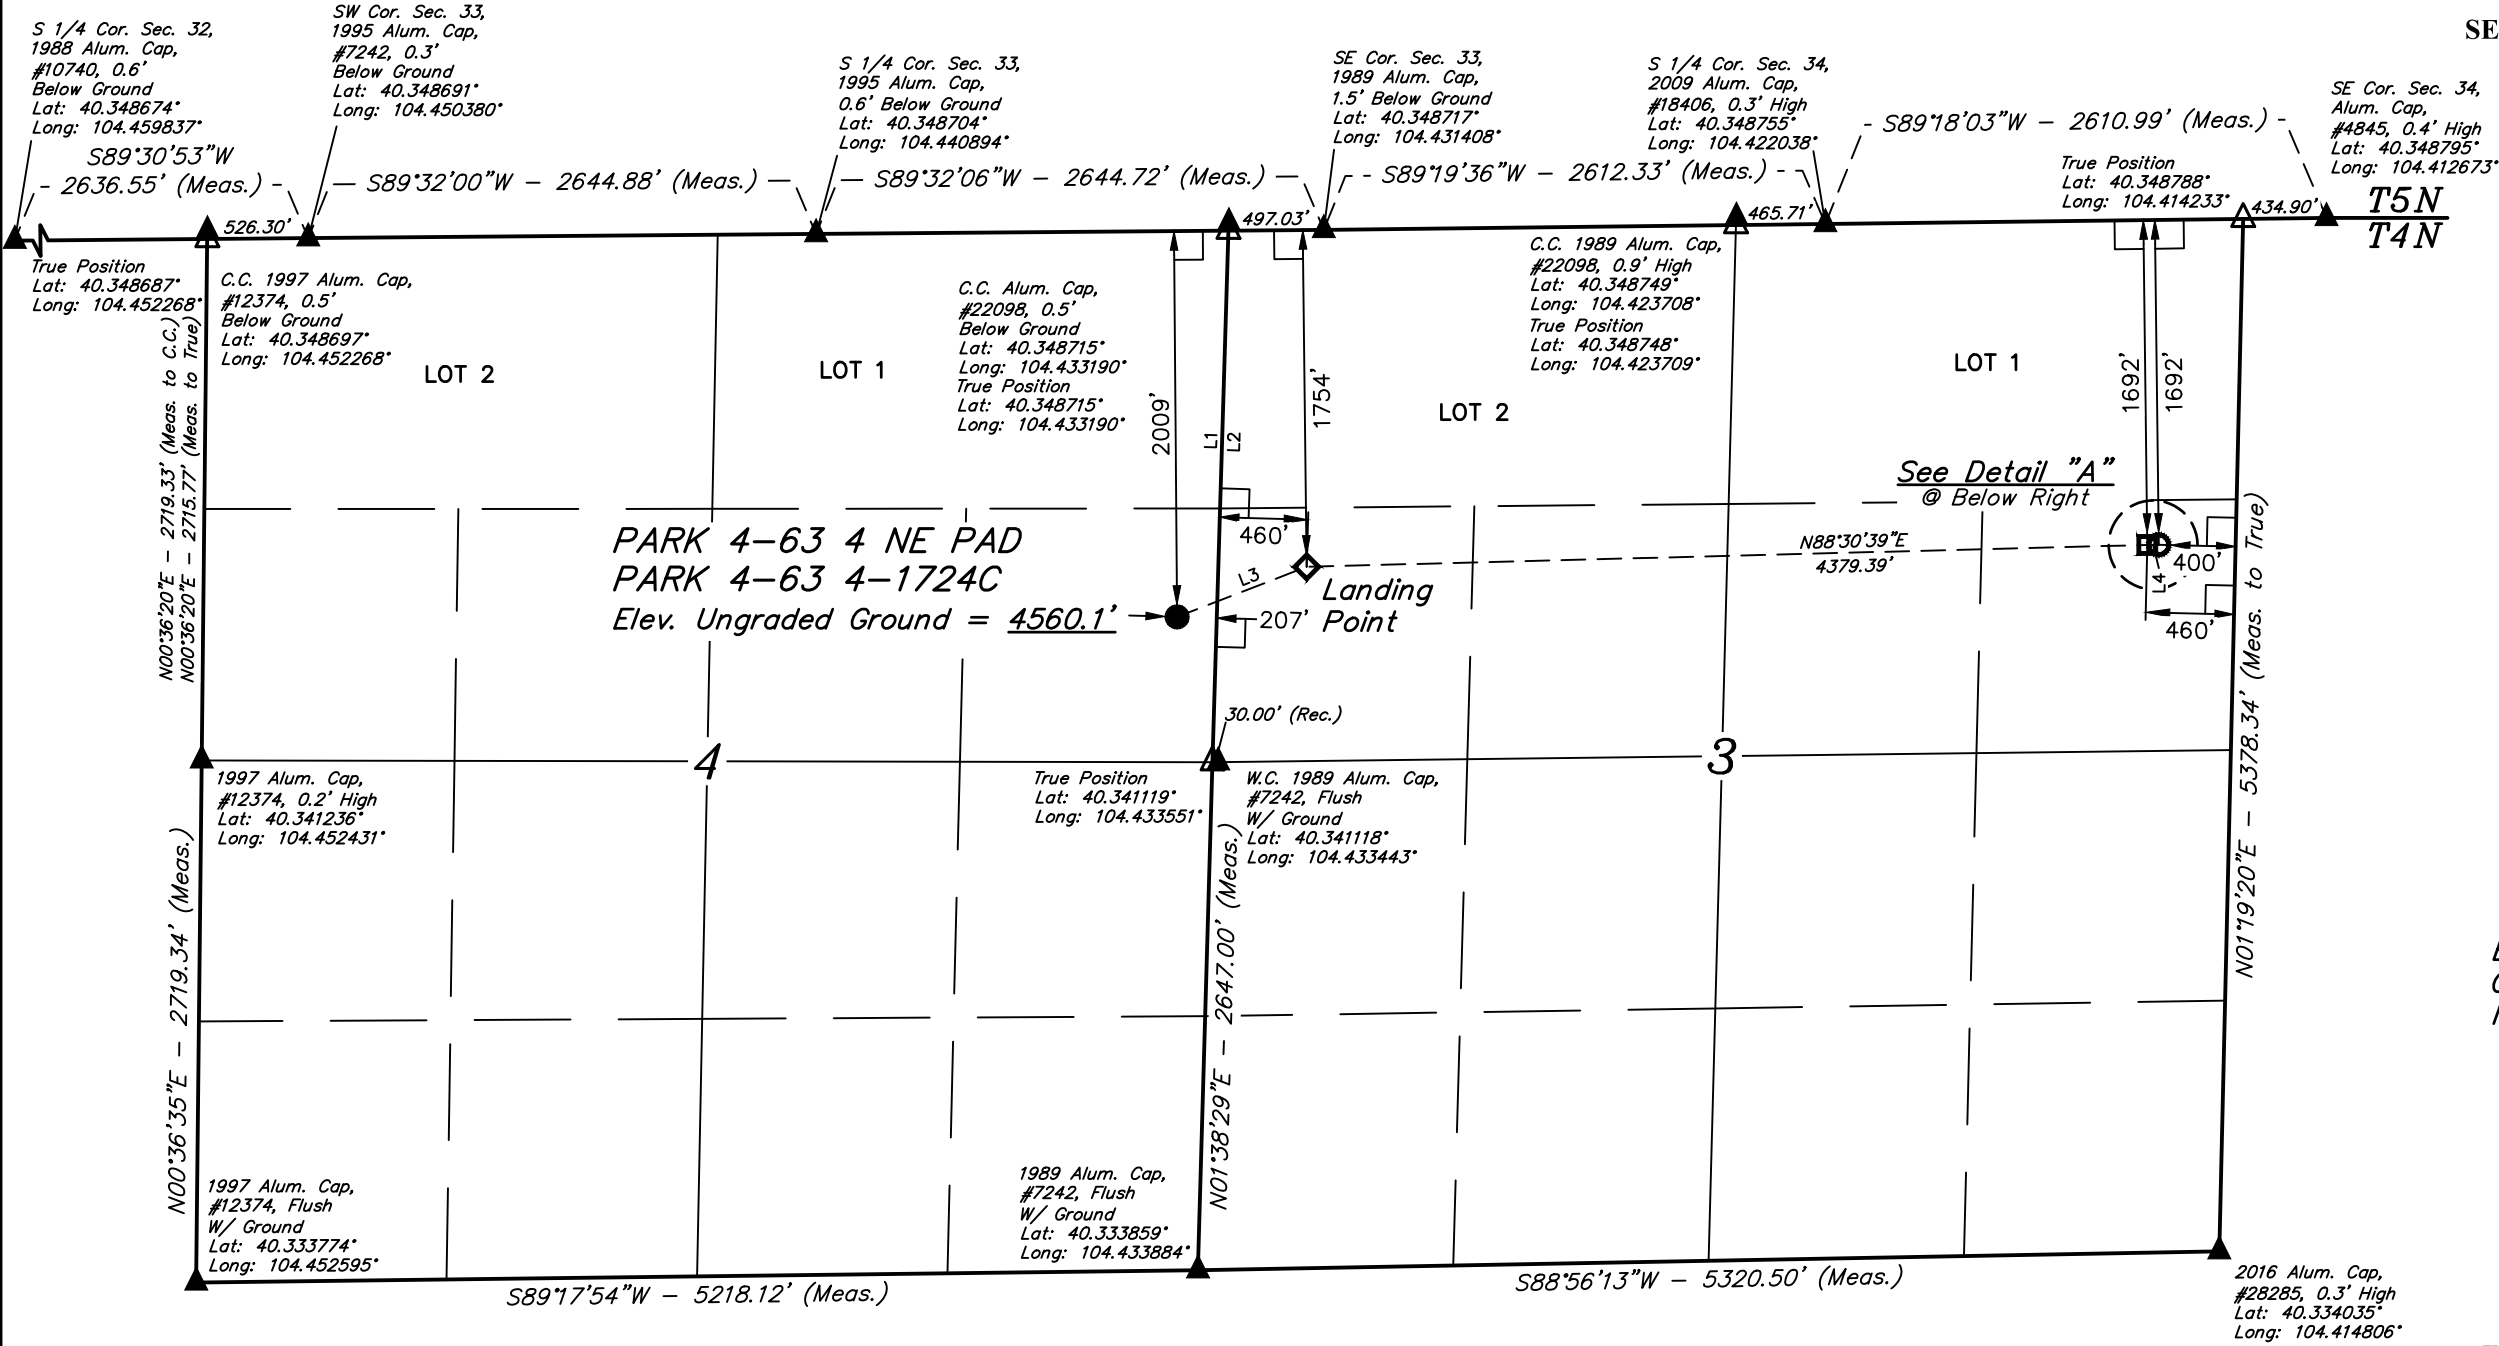 S 1/4 Cor. Sec. 32,
1988 Alum. Cap,
#10740, 0.6'
Below Ground
Lat: 40.348674°
Long: 104.459837°
SW Cor. Sec. 33,
1995 Alum. Cap,
#7242, 0.3'
Below Ground
Lat: 40.348691°
Long: 104.450380°
S 1/4 Cor. Sec. 33,
1995 Alum. Cap,
0.6' Below Ground
Lat: 40.348704°
Long: 104.440894°
SE Cor. Sec. 33,
1989 Alum. Cap,
1.5' Below Ground
Lat: 40.348717°
Long: 104.431408°
S 1/4 Cor. Sec. 34,
2009 Alum. Cap,
#18406, 0.3' High
Lat: 40.348755°
Long: 104.422038°
SE
SE Cor. Sec. 34,
Alum. Cap,
#4845, 0.4' High
Lat: 40.348795°
Long: 104.412673°
S89°30'53"W
- 2636.55' (Meas.) -
— S89°32'00"W — 2644.88' (Meas.) —
— S89°32'06"W — 2644.72' (Meas.) —
- S89°19'36"W — 2612.33' (Meas.) -
- S89°18'03"W — 2610.99' (Meas.) -
True Position
Lat: 40.348788°
Long: 104.414233°
T5N
T4N
526.30'
497.03'
465.71'
434.90'
True Position
Lat: 40.348687°
Long: 104.452268°
C.C. 1997 Alum. Cap,
#12374, 0.5'
Below Ground
Lat: 40.348697°
Long: 104.452268°
C.C. Alum. Cap,
#22098, 0.5'
Below Ground
Lat: 40.348715°
Long: 104.433190°
True Position
Lat: 40.348715°
Long: 104.433190°
C.C. 1989 Alum. Cap,
#22098, 0.9' High
Lat: 40.348749°
Long: 104.423708°
True Position
Lat: 40.348748°
Long: 104.423709°
LOT 2
LOT 1
LOT 2
LOT 1
N00°36'20"E — 2719.33' (Meas. to C.C.)
N00°36'20"E — 2715.77' (Meas. to True)
2009'
L1
L2
1754'
1692'
1692'
See Detail "A"
@ Below Right
PARK 4-63 4 NE PAD
PARK 4-63 4-1724C
Elev. Ungraded Ground = 4560.1'
460'
L3
Landing
Point
207'
N88°30'39"E
4379.39'
400'
L4
460'
30.00' (Rec.)
4
3
1997 Alum. Cap,
#12374, 0.2' High
Lat: 40.341236°
Long: 104.452431°
True Position
Lat: 40.341119°
Long: 104.433551°
W.C. 1989 Alum. Cap,
#7242, Flush
W/ Ground
Lat: 40.341118°
Long: 104.433443°
N00°36'35"E — 2719.34' (Meas.)
N01°38'29"E — 2647.00' (Meas.)
N01°19'20"E — 5378.34' (Meas. to True)
1997 Alum. Cap,
#12374, Flush
W/ Ground
Lat: 40.333774°
Long: 104.452595°
1989 Alum. Cap,
#7242, Flush
W/ Ground
Lat: 40.333859°
Long: 104.433884°
S89°17'54"W — 5218.12' (Meas.)
S88°56'13"W — 5320.50' (Meas.)
2016 Alum. Cap,
#28285, 0.3' High
Lat: 40.334035°
Long: 104.414806°